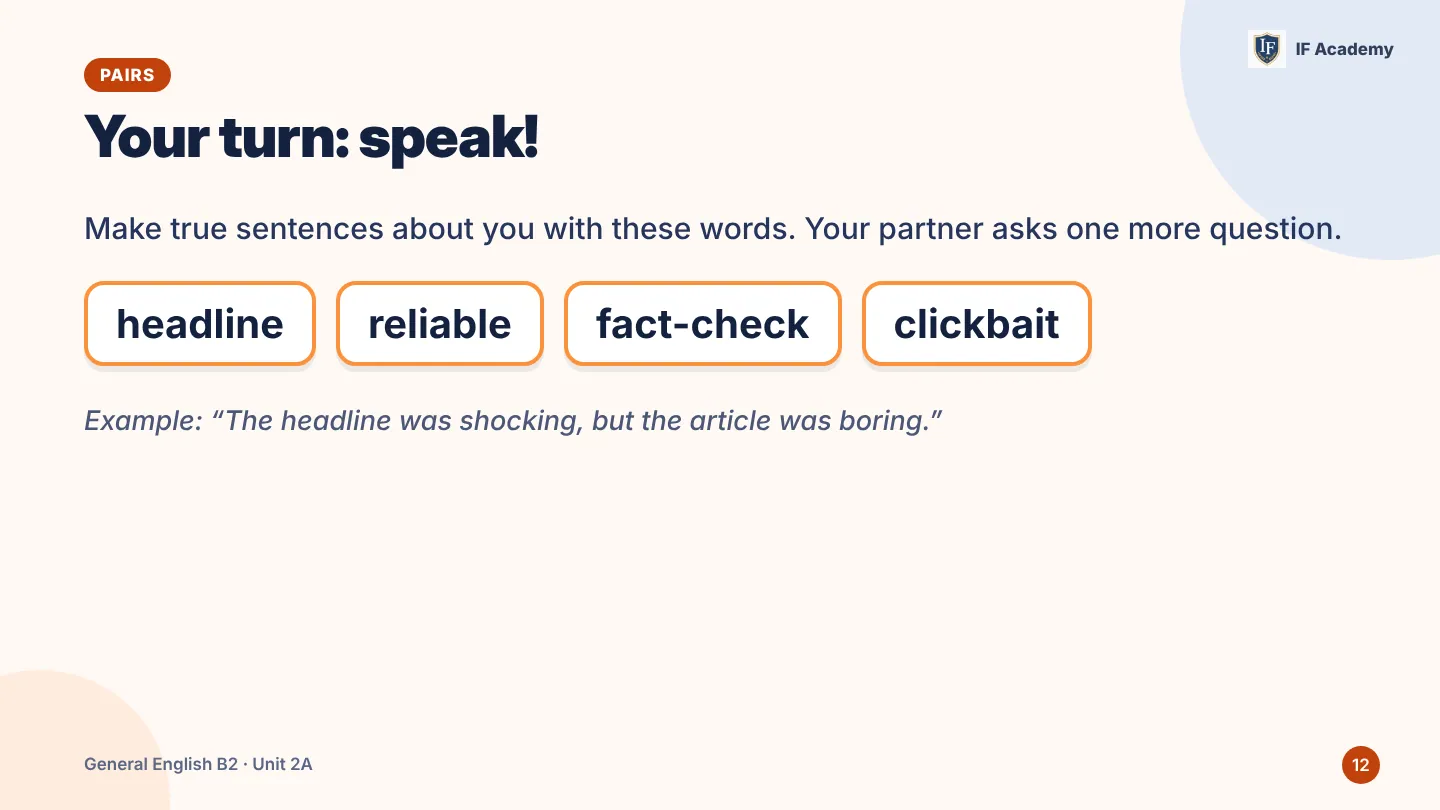 IF
IF Academy
PAIRS
Your turn: speak!
Make true sentences about you with these words. Your partner asks one more question.
headline
reliable
fact-check
clickbait
Example: “The headline was shocking, but the article was boring.”
General English B2 · Unit 2A
12